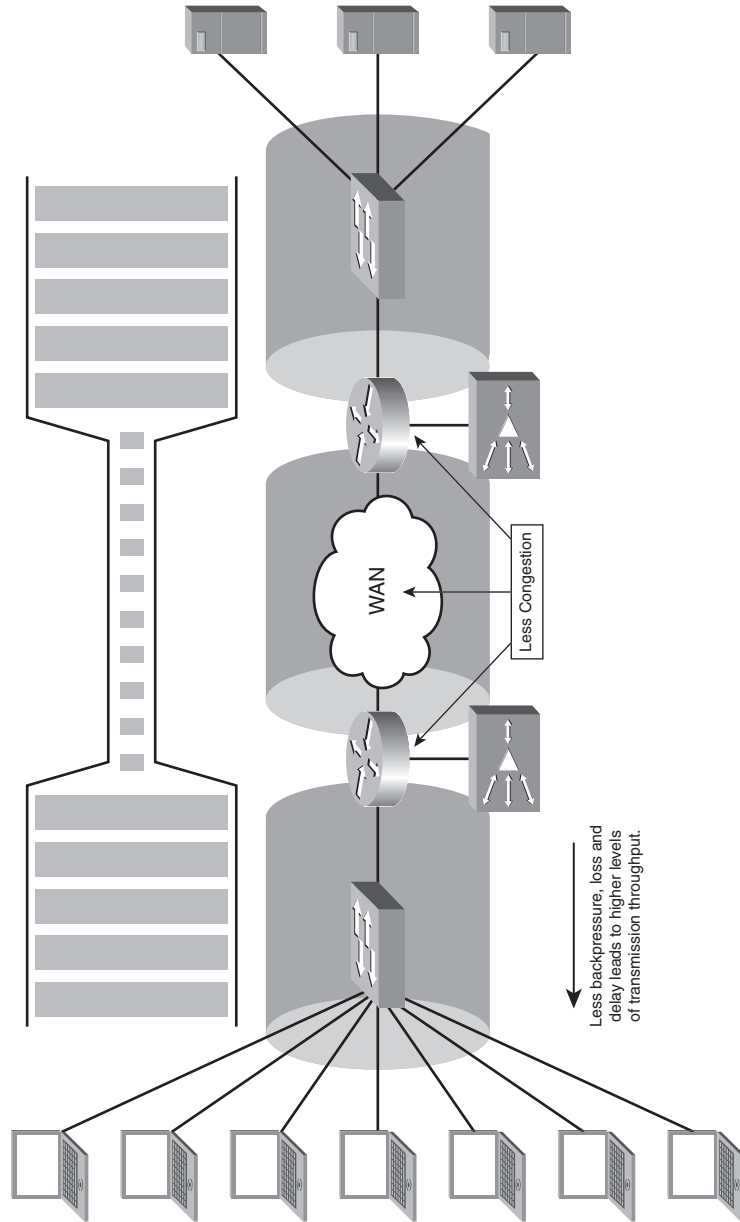 WAN
Less Congestion
Less backpressure, loss and
delay leads to higher levels
of transmission throughput.